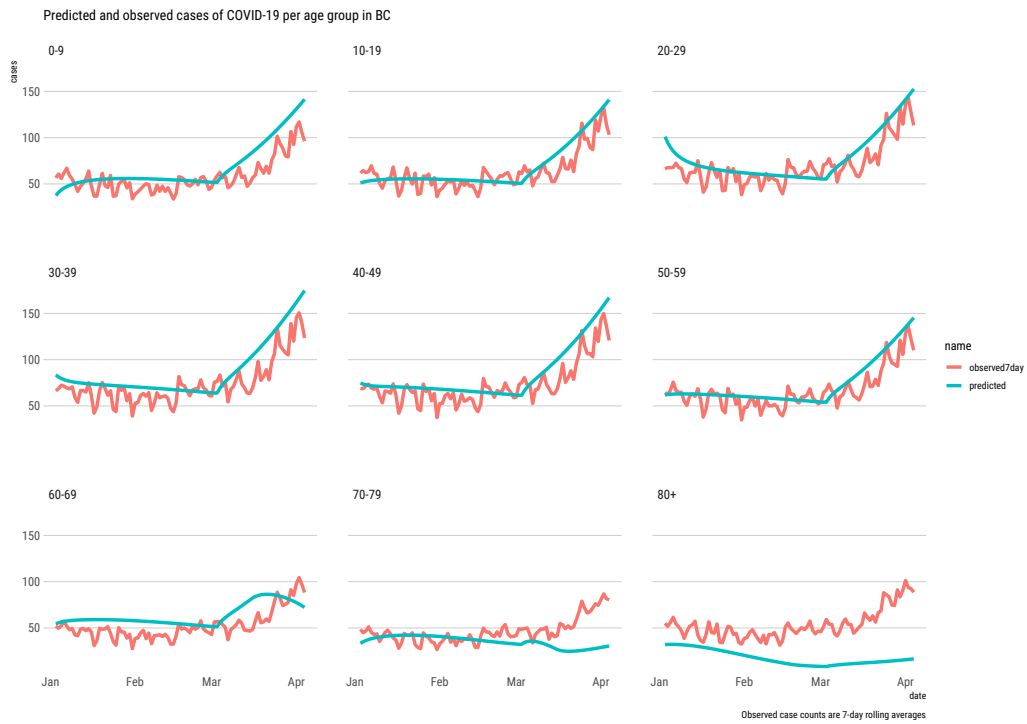 Predicted and observed cases of COVID-19 per age group in BC
0-9
10-19
20-29
cases
150
100
50
30-39
40-49
50-59
150
100
50
name
observed7day
predicted
60-69
70-79
80+
150
100
50
Jan Feb Mar Apr
Jan Feb Mar Apr
Jan Feb Mar Apr
date
Observed case counts are 7-day rolling averages